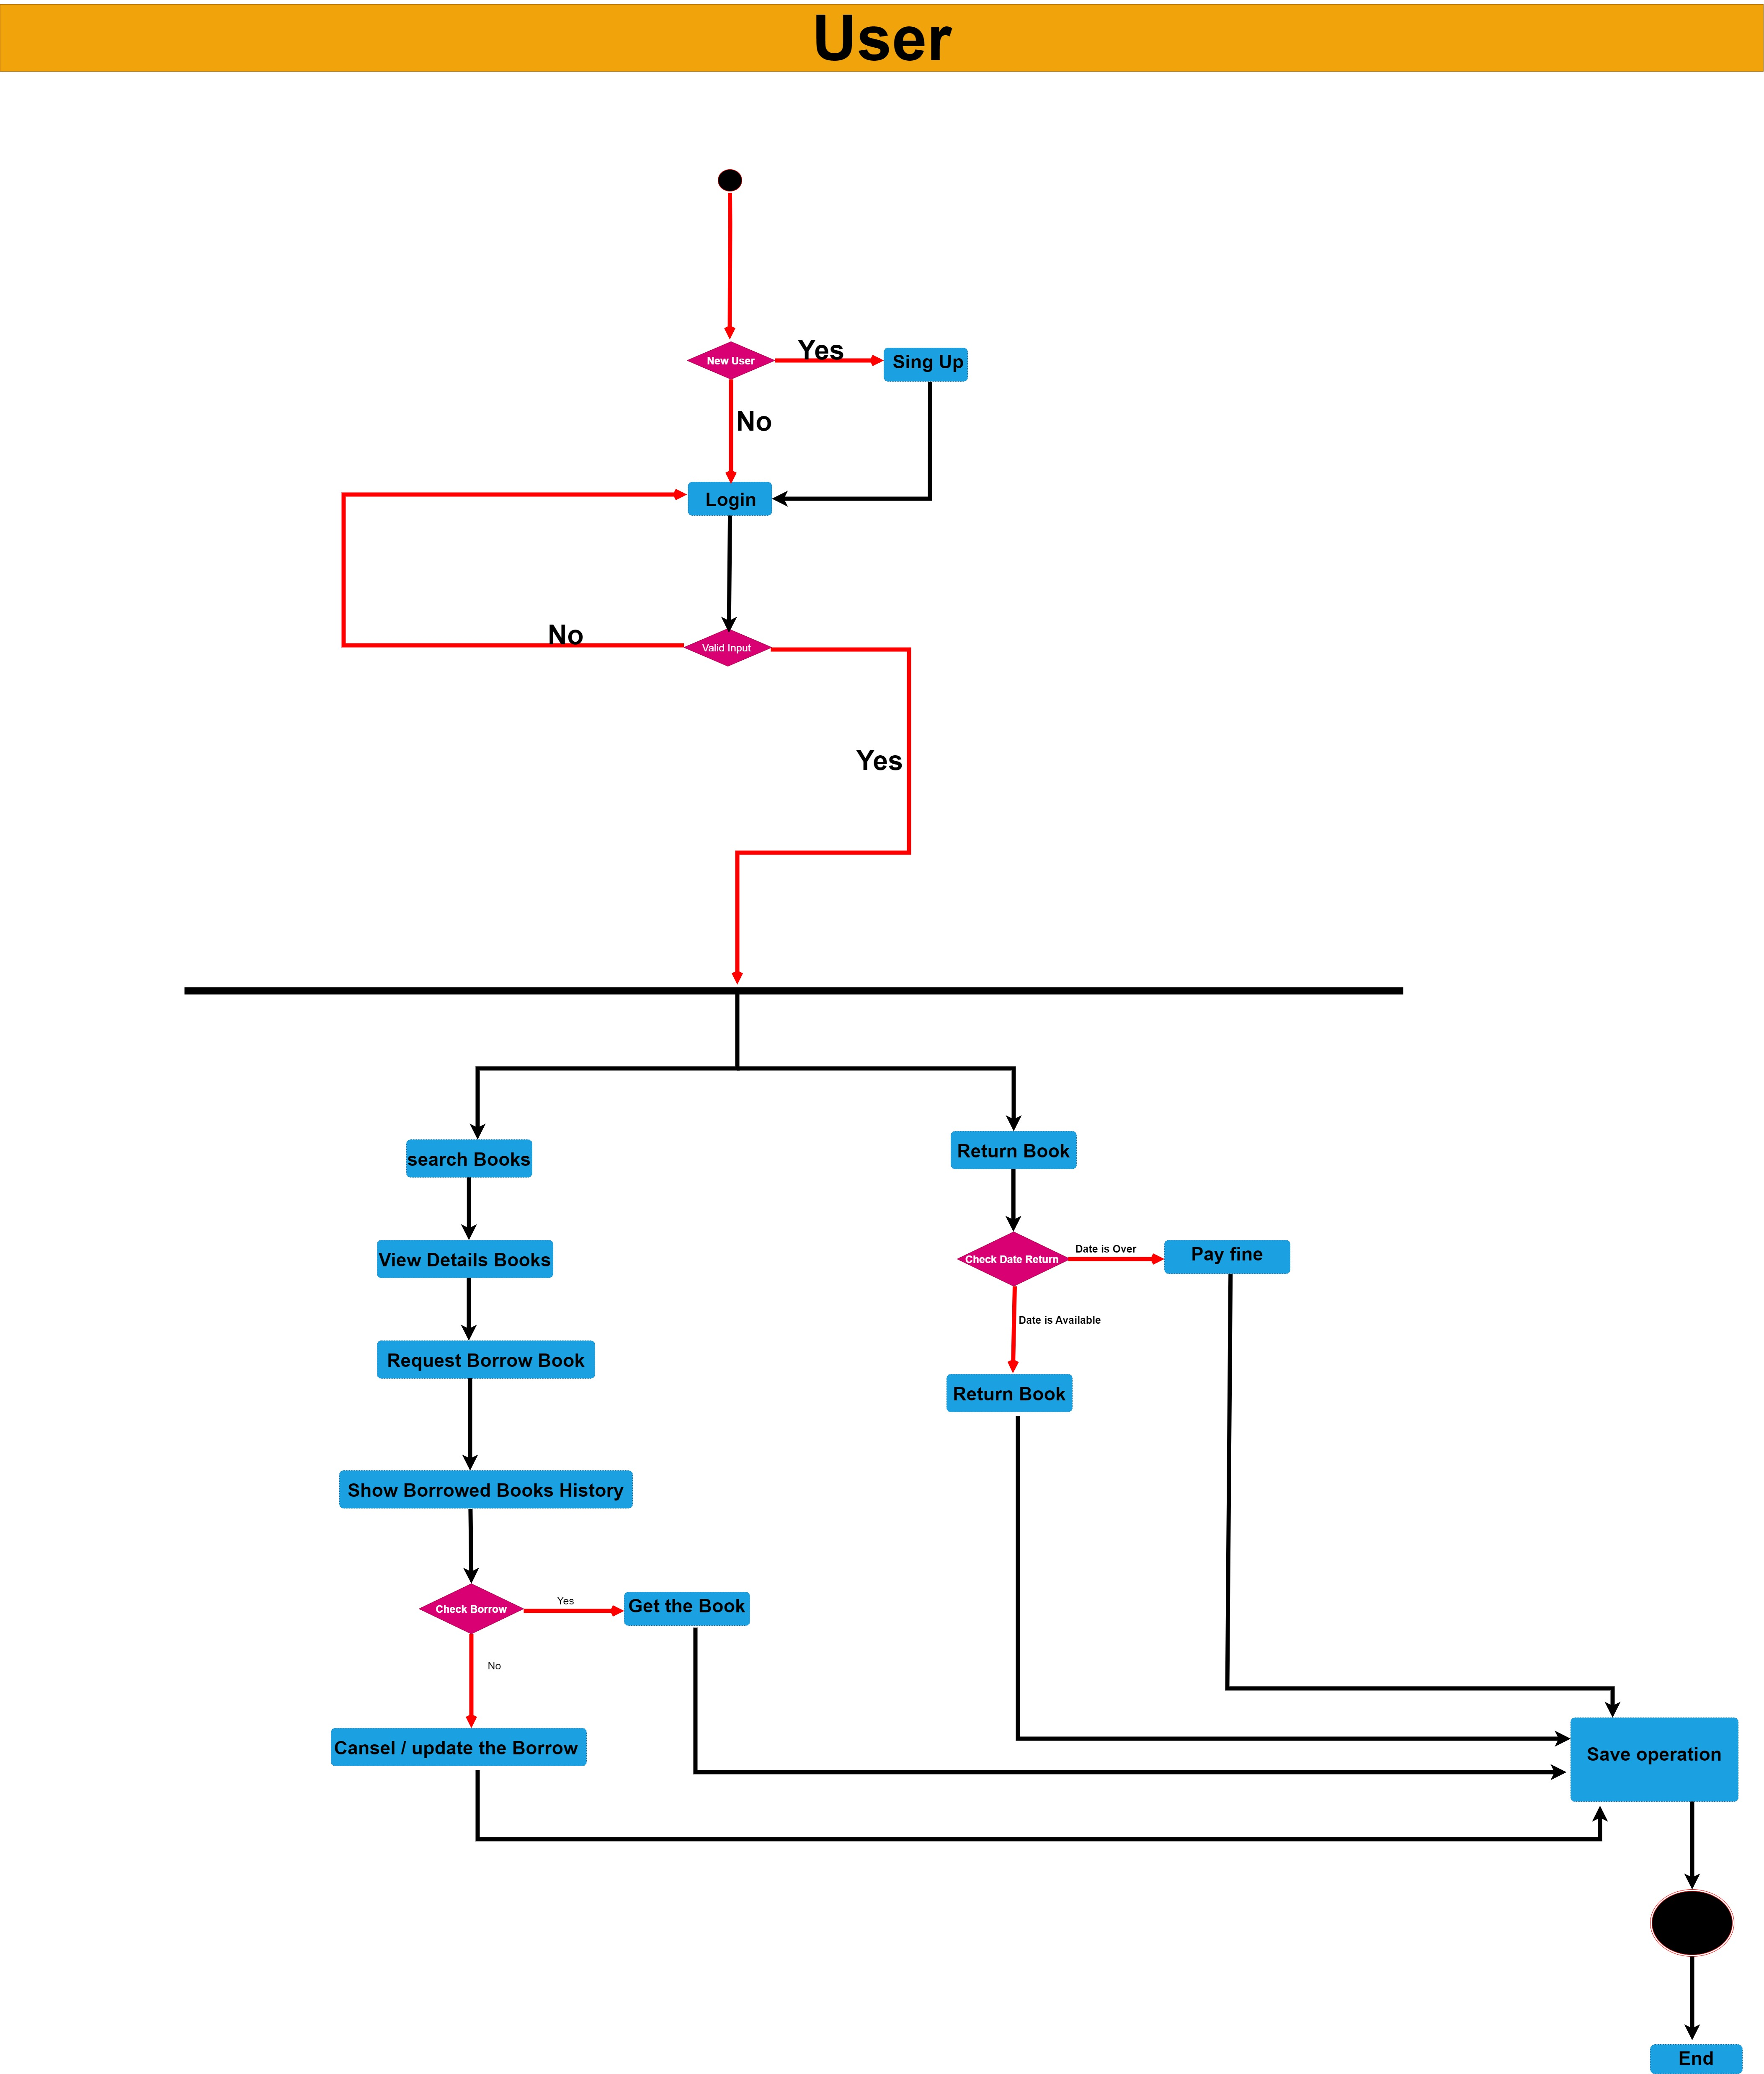 User
New User
Yes
Sing Up
No
Login
No
Valid Input
Yes
search Books
Return Book
View Details Books
Check Date Return
Date is Over
Pay fine
Date is Available
Request Borrow Book
Return Book
Show Borrowed Books History
Check Borrow
Yes
Get the Book
No
Cansel / update the Borrow
Save operation
End